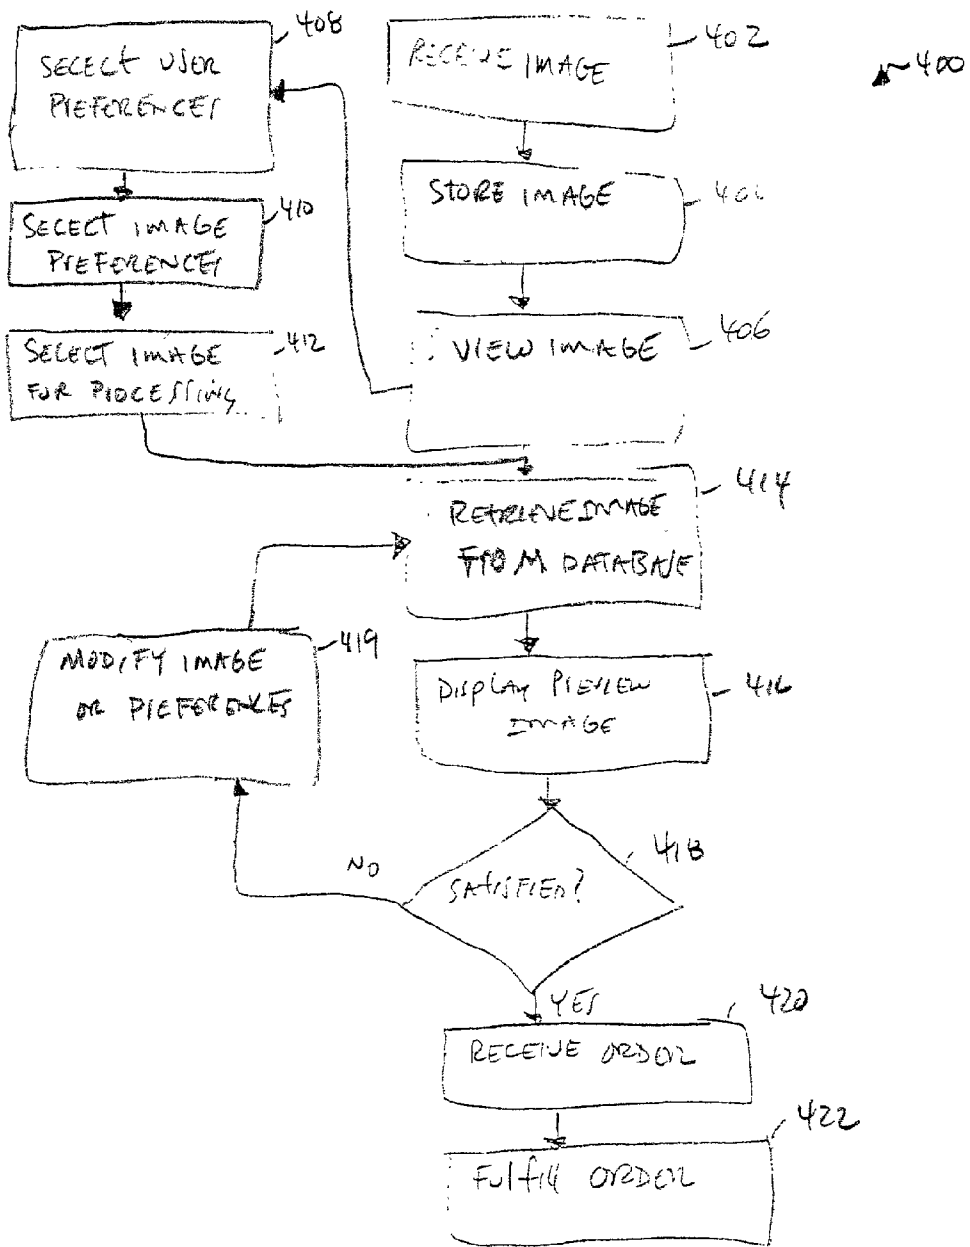 408
SELECT USER
PREFERENCES
402
RECEIVE IMAGE
400
STORE IMAGE
410
SELECT IMAGE
PREFERENCES
VIEW IMAGE
406
412
SELECT IMAGE
FOR PROCESSING
414
RETRIEVE IMAGE
FROM DATABASE
419
MODIFY IMAGE
OR PREFERENCES
416
DISPLAY PREVIEW
IMAGE
418
SATISFIED?
NO
YES
420
RECEIVE ORDER
422
FulFill ORDER